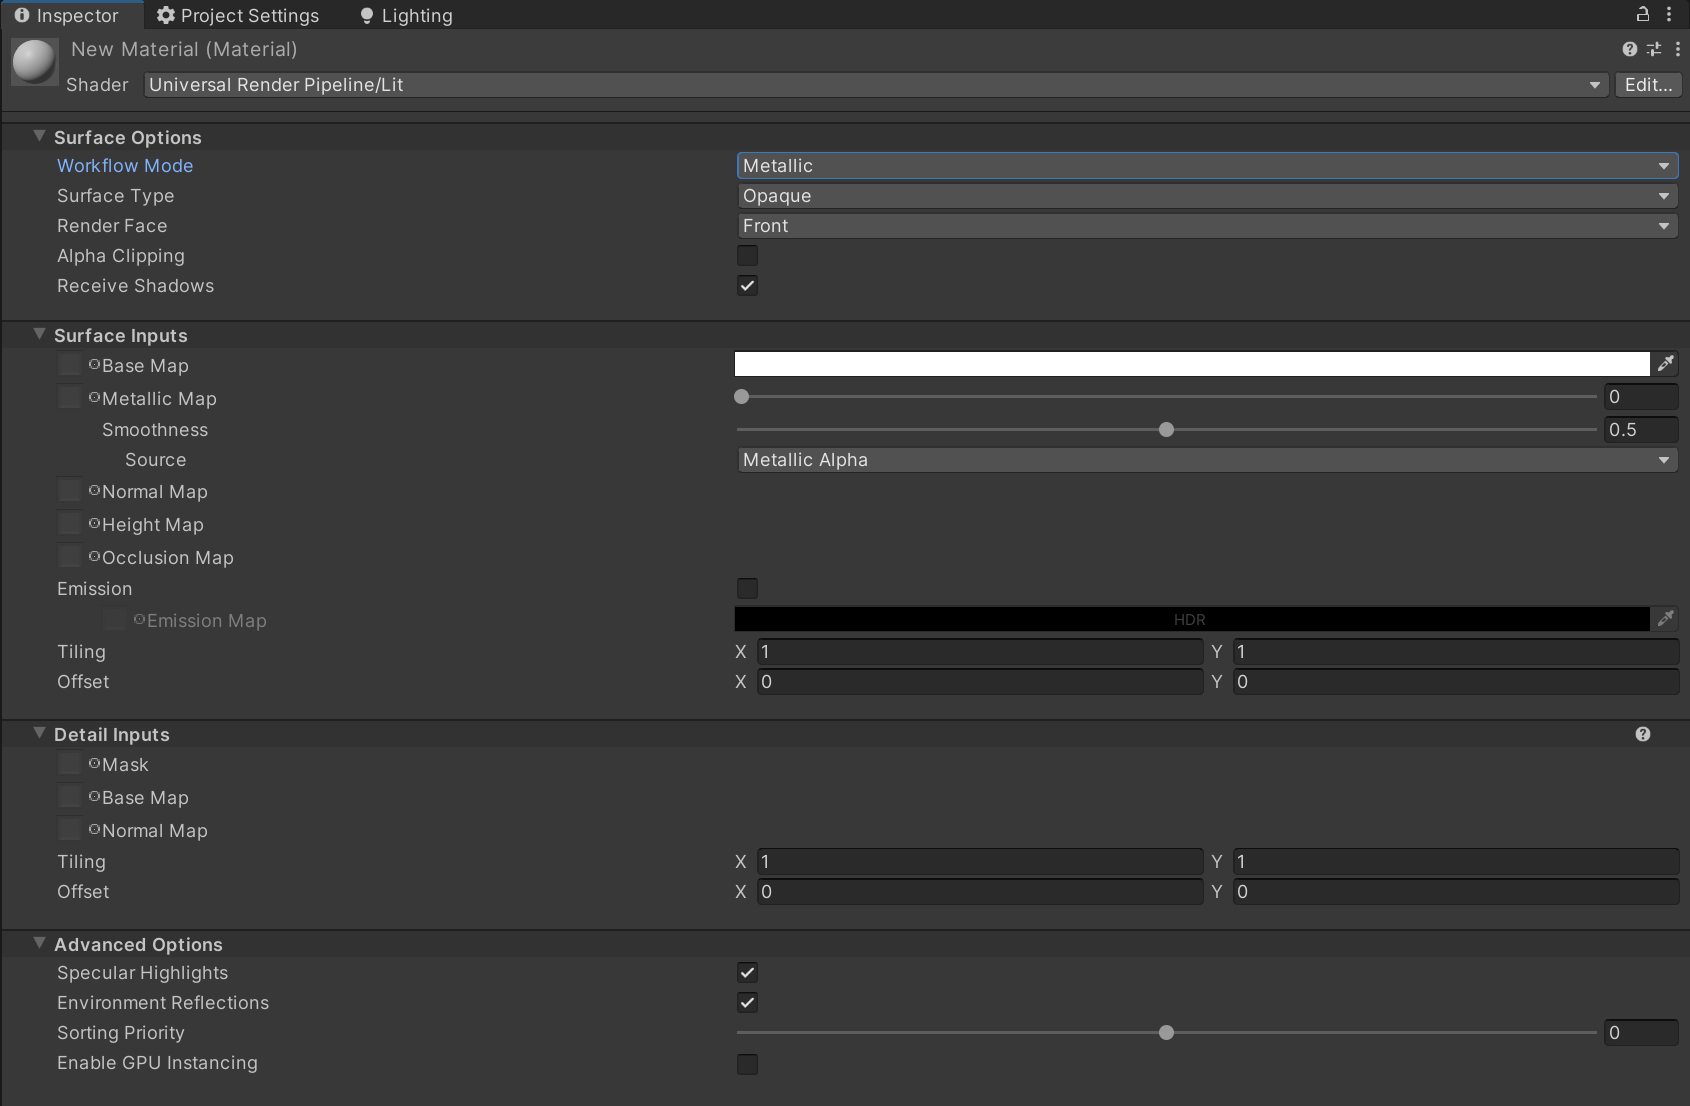 Inspector Project Settings Lighting
New Material (Material)
Shader Universal Render Pipeline/Lit Edit...
Surface Options
Workflow Mode Metallic
Surface Type Opaque
Render Face Front
Alpha Clipping
Receive Shadows
Surface Inputs
Base Map
Metallic Map 0
Smoothness 0.5
Source Metallic Alpha
Normal Map
Height Map
Occlusion Map
Emission
Emission Map HDR
Tiling X 1 Y 1
Offset X 0 Y 0
Detail Inputs
Mask
Base Map
Normal Map
Tiling X 1 Y 1
Offset X 0 Y 0
Advanced Options
Specular Highlights
Environment Reflections
Sorting Priority 0
Enable GPU Instancing